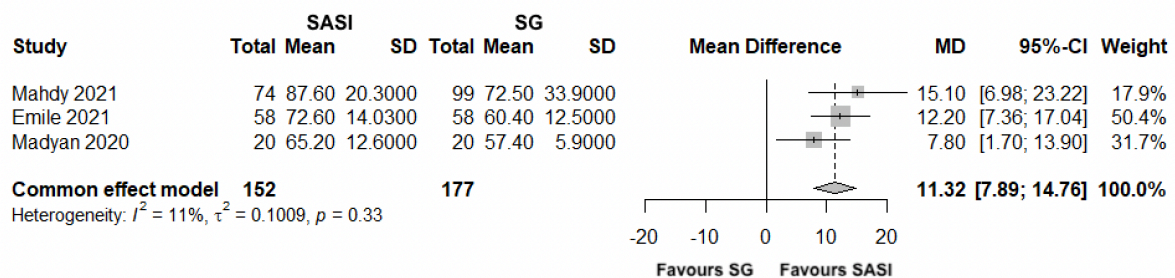 SASI SG
Study Total Mean SD Total Mean SD Mean Difference MD 95%-CI Weight
Mahdy 2021 74 87.60 20.3000 99 72.50 33.9000 15.10 [6.98; 23.22] 17.9%
Emile 2021 58 72.60 14.0300 58 60.40 12.5000 12.20 [7.36; 17.04] 50.4%
Madyan 2020 20 65.20 12.6000 20 57.40 5.9000 7.80 [1.70; 13.90] 31.7%
Common effect model 152 177 11.32 [7.89; 14.76] 100.0%
Heterogeneity: I² = 11%, τ² = 0.1009, p = 0.33
-20 -10 0 10 20
Favours SG Favours SASI